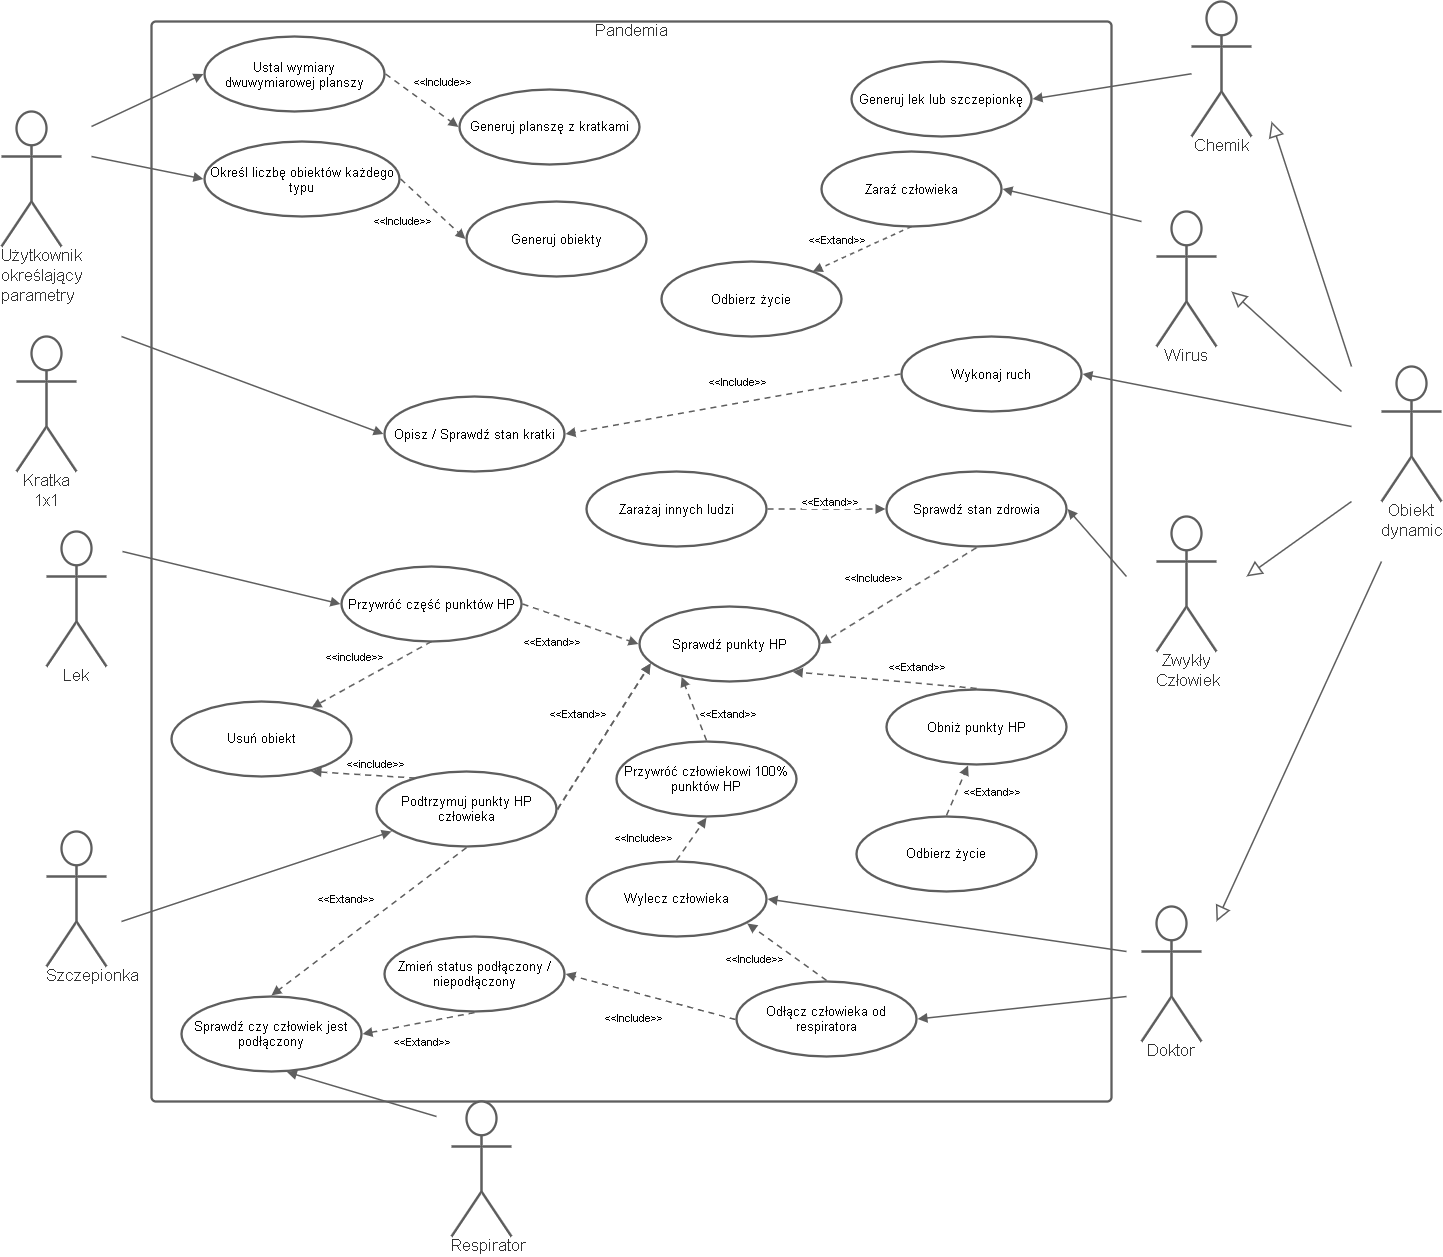 Pandemia
Ustal wymiary
dwuwymiarowej planszy
<<Include>>
Generuj planszę z kratkami
Generuj lek lub szczepionkę
Chemik
Określ liczbę obiektów każdego
typu
<<Include>>
Generuj obiekty
Zaraź człowieka
<<Extand>>
Odbierz życie
Użytkownik
określający
parametry
Wirus
Wykonaj ruch
<<Include>>
Opisz / Sprawdź stan kratki
Kratka
1x1
Zarażaj innych ludzi
<<Extand>>
Sprawdź stan zdrowia
Obiekt
dynamic
<<Include>>
Przywróć część punktów HP
<<Extand>>
Sprawdź punkty HP
Lek
<<include>>
Zwykły
Człowiek
<<Extand>>
<<Extand>>
<<Extand>>
Obniż punkty HP
Usuń obiekt
<<include>>
Przywróć człowiekowi 100%
punktów HP
Podtrzymuj punkty HP
człowieka
<<Extand>>
<<Include>>
Odbierz życie
Wylecz człowieka
<<Extand>>
Szczepionka
<<Include>>
Zmień status podłączony /
niepodłączony
<<Include>>
Odłącz człowieka od
respiratora
Sprawdź czy człowiek jest
podłączony
<<Extand>>
Doktor
Respirator